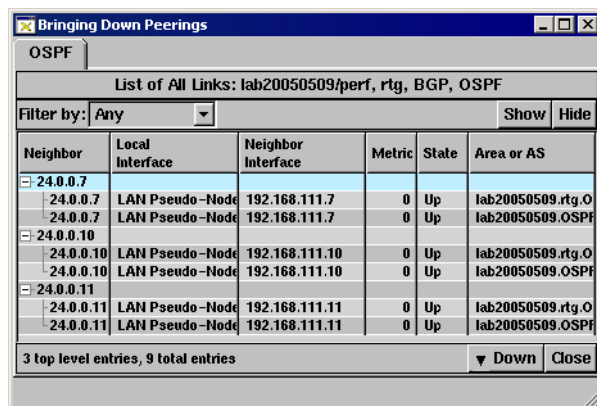 Bringing Down Peerings
OSPF
List of All Links: lab20050509/perf, rtg, BGP, OSPF
Filter by: Any Show Hide
Neighbor Local Interface Neighbor Interface Metric State Area or AS
24.0.0.7
24.0.0.7 LAN Pseudo-Node 192.168.111.7 0 Up lab20050509.rtg.O
24.0.0.7 LAN Pseudo-Node 192.168.111.7 0 Up lab20050509.OSPF
24.0.0.10
24.0.0.10 LAN Pseudo-Node 192.168.111.10 0 Up lab20050509.rtg.O
24.0.0.10 LAN Pseudo-Node 192.168.111.10 0 Up lab20050509.OSPF
24.0.0.11
24.0.0.11 LAN Pseudo-Node 192.168.111.11 0 Up lab20050509.rtg.O
24.0.0.11 LAN Pseudo-Node 192.168.111.11 0 Up lab20050509.OSPF
3 top level entries, 9 total entries Down Close